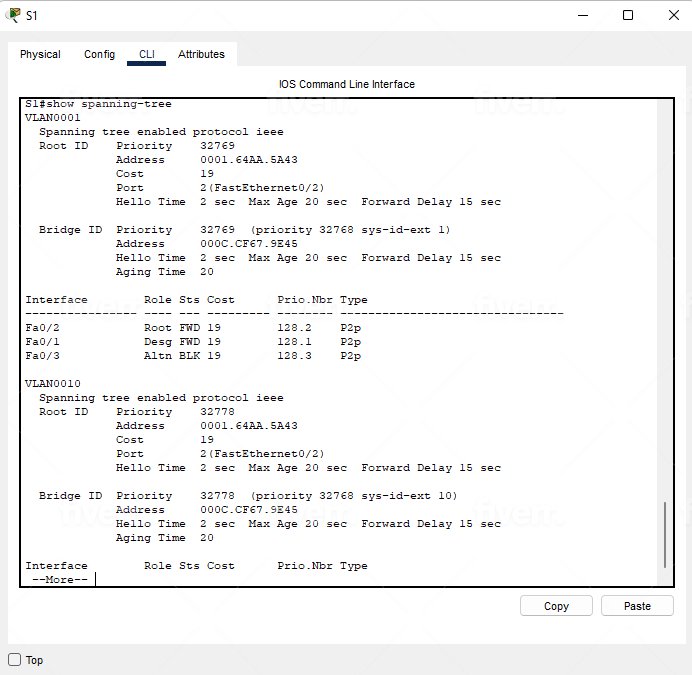 S1
Physical Config CLI Attributes
IOS Command Line Interface
S1#show spanning-tree
VLAN0001
Spanning tree enabled protocol ieee
Root ID Priority 32769
Address 0001.64AA.5A43
Cost 19
Port 2(FastEthernet0/2)
Hello Time 2 sec Max Age 20 sec Forward Delay 15 sec
Bridge ID Priority 32769 (priority 32768 sys-id-ext 1)
Address 000C.CF67.9E45
Hello Time 2 sec Max Age 20 sec Forward Delay 15 sec
Aging Time 20
Interface Role Sts Cost Prio.Nbr Type
---------------- ---- --- --------- -------- --------------------------------
Fa0/2 Root FWD 19 128.2 P2p
Fa0/1 Desg FWD 19 128.1 P2p
Fa0/3 Altn BLK 19 128.3 P2p
VLAN0010
Spanning tree enabled protocol ieee
Root ID Priority 32778
Address 0001.64AA.5A43
Cost 19
Port 2(FastEthernet0/2)
Hello Time 2 sec Max Age 20 sec Forward Delay 15 sec
Bridge ID Priority 32778 (priority 32768 sys-id-ext 10)
Address 000C.CF67.9E45
Hello Time 2 sec Max Age 20 sec Forward Delay 15 sec
Aging Time 20
Interface Role Sts Cost Prio.Nbr Type
--More--
Copy Paste
Top